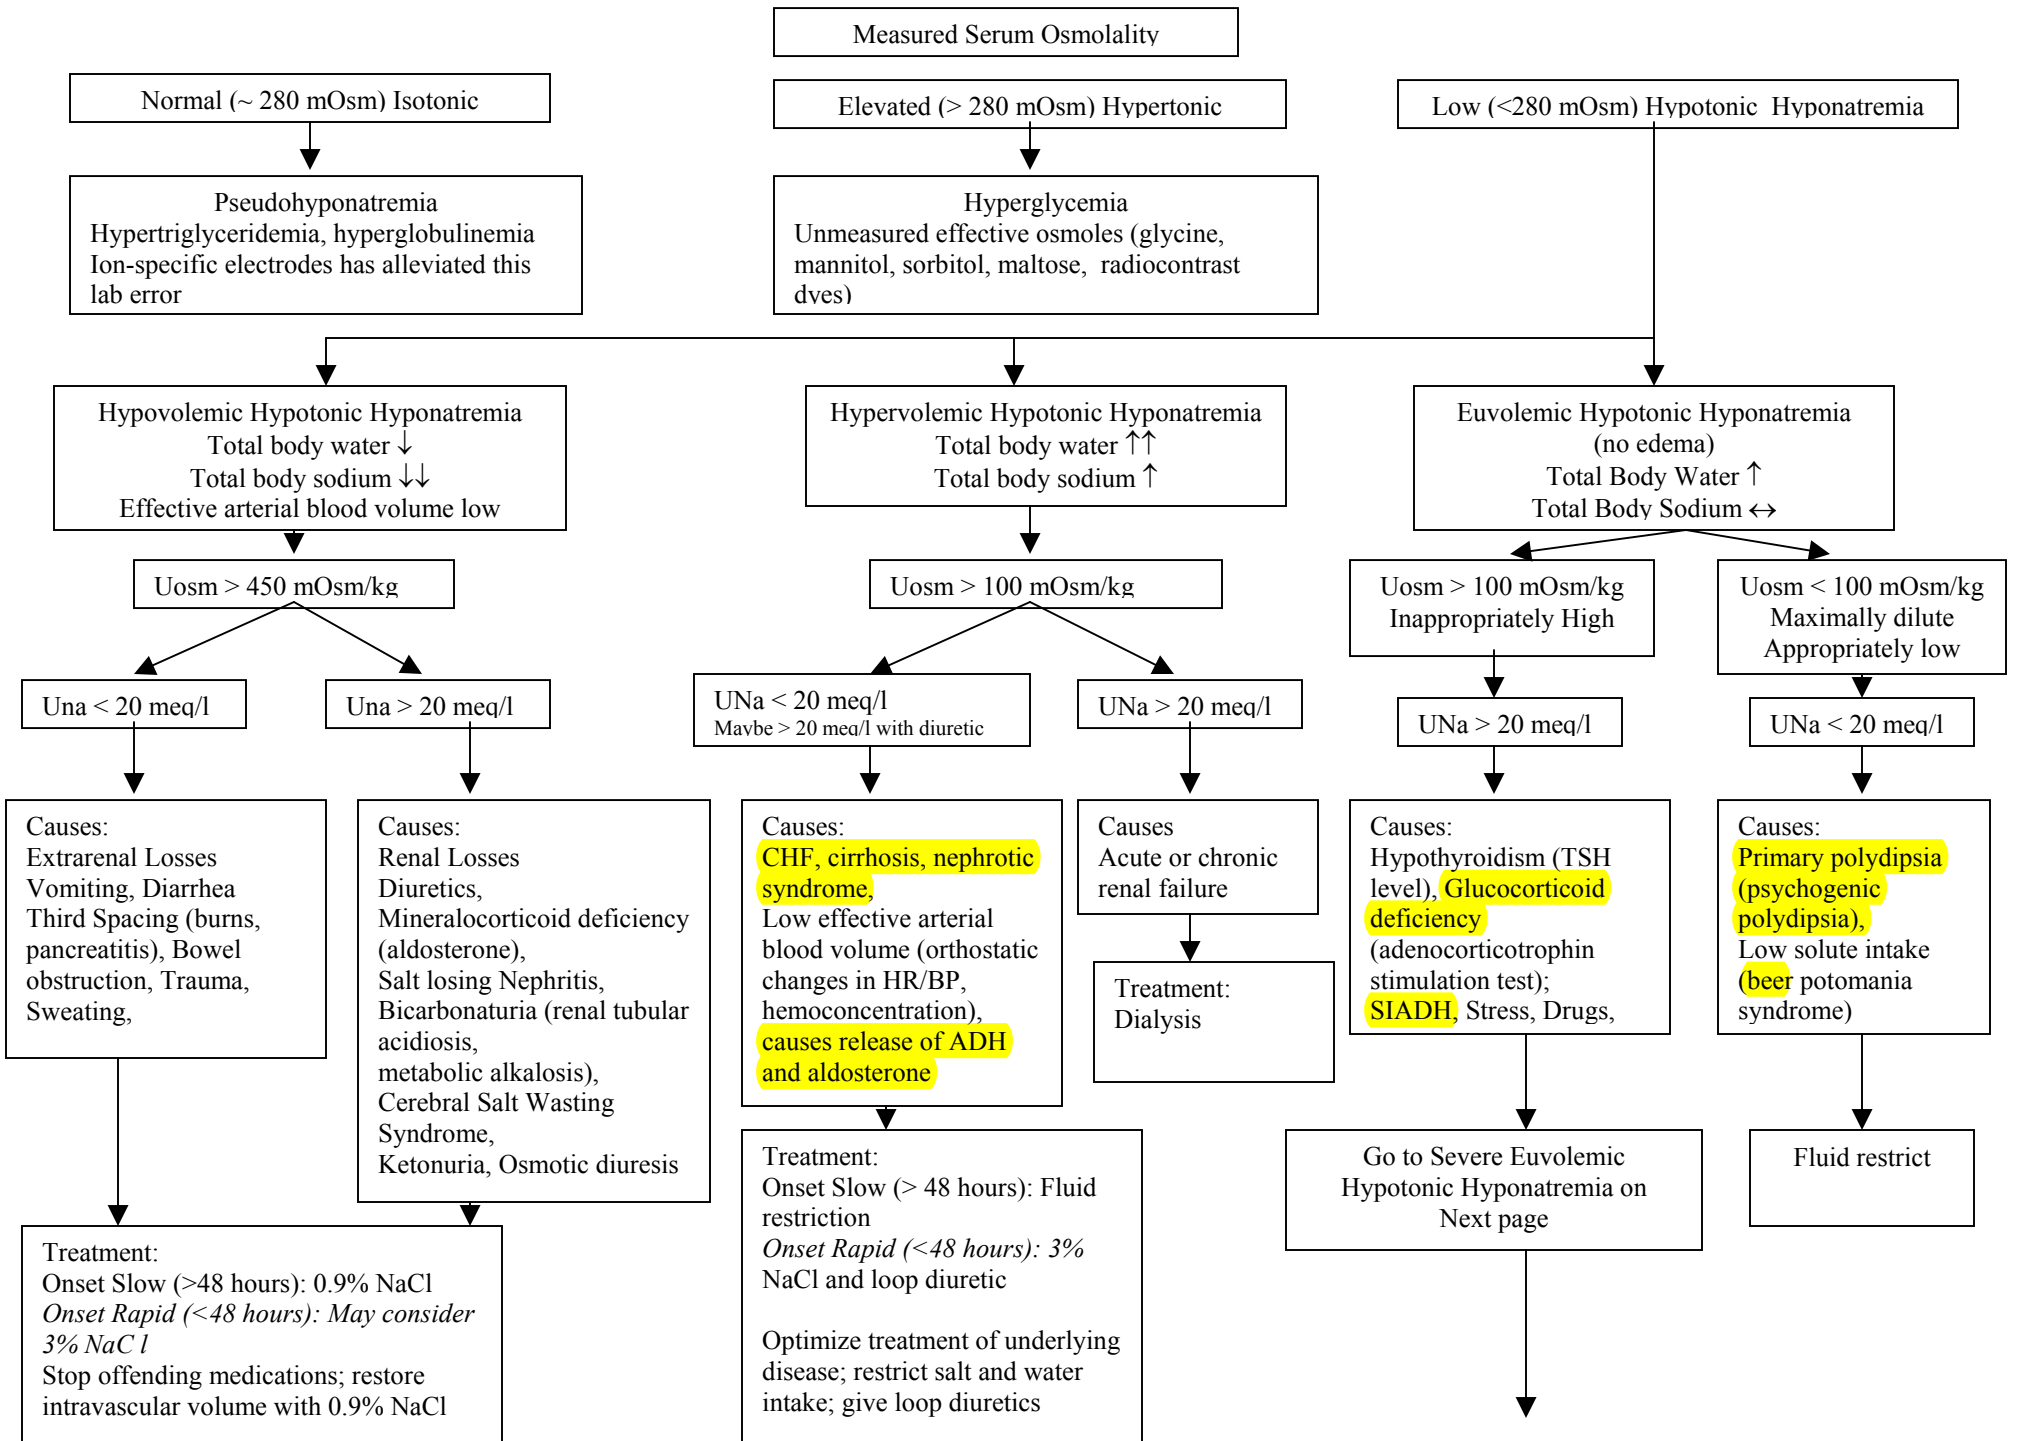 Measured Serum Osmolality
Normal (~ 280 mOsm) Isotonic
Elevated (> 280 mOsm) Hypertonic
Low (<280 mOsm) Hypotonic Hyponatremia
Pseudohyponatremia
Hypertriglyceridemia, hyperglobulinemia
Ion-specific electrodes has alleviated this
lab error
Hyperglycemia
Unmeasured effective osmoles (glycine,
mannitol, sorbitol, maltose, radiocontrast
dyes)
Hypovolemic Hypotonic Hyponatremia
Total body water ↓
Total body sodium ↓↓
Effective arterial blood volume low
Hypervolemic Hypotonic Hyponatremia
Total body water ↑↑
Total body sodium ↑
Euvolemic Hypotonic Hyponatremia
(no edema)
Total Body Water ↑
Total Body Sodium ↔
Uosm > 450 mOsm/kg
Uosm > 100 mOsm/kg
Uosm > 100 mOsm/kg
Inappropriately High
Uosm < 100 mOsm/kg
Maximally dilute
Appropriately low
Una < 20 meq/l
Una > 20 meq/l
UNa < 20 meq/l
Maybe > 20 meq/l with diuretic
UNa > 20 meq/l
UNa > 20 meq/l
UNa < 20 meq/l
Causes:
Extrarenal Losses
Vomiting, Diarrhea
Third Spacing (burns,
pancreatitis), Bowel
obstruction, Trauma,
Sweating,
Causes:
Renal Losses
Diuretics,
Mineralocorticoid deficiency
(aldosterone),
Salt losing Nephritis,
Bicarbonaturia (renal tubular
acidiosis,
metabolic alkalosis),
Cerebral Salt Wasting
Syndrome,
Ketonuria, Osmotic diuresis
Causes:
CHF, cirrhosis, nephrotic
syndrome,
Low effective arterial
blood volume (orthostatic
changes in HR/BP,
hemoconcentration),
causes release of ADH
and aldosterone
Causes
Acute or chronic
renal failure
Treatment:
Dialysis
Causes:
Hypothyroidism (TSH
level), Glucocorticoid
deficiency
(adenocorticotrophin
stimulation test);
SIADH, Stress, Drugs,
Causes:
Primary polydipsia
(psychogenic
polydipsia),
Low solute intake
(beer potomania
syndrome)
Treatment:
Onset Slow (>48 hours): 0.9% NaCl
Onset Rapid (<48 hours): May consider
3% NaC l
Stop offending medications; restore
intravascular volume with 0.9% NaCl
Treatment:
Onset Slow (> 48 hours): Fluid
restriction
Onset Rapid (<48 hours): 3%
NaCl and loop diuretic
Optimize treatment of underlying
disease; restrict salt and water
intake; give loop diuretics
Go to Severe Euvolemic
Hypotonic Hyponatremia on
Next page
Fluid restrict